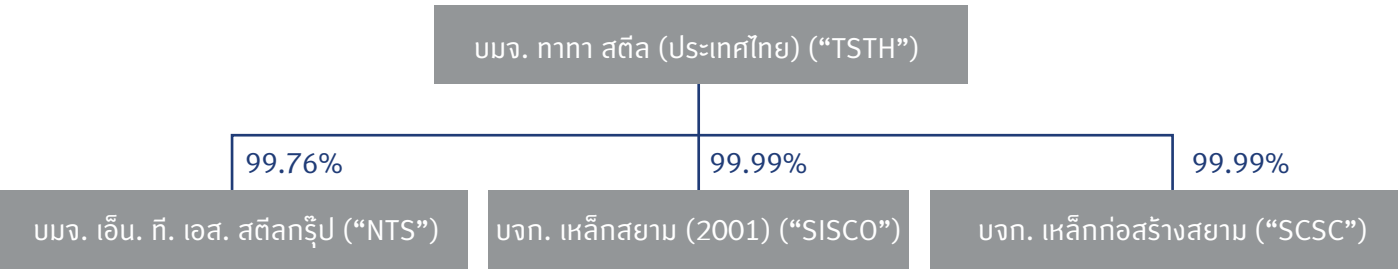 บมจ. ทาทา สตีล (ประเทศไทย) (“TSTH”)
99.76%
99.99%
99.99%
บมจ. เอ็น. ที. เอส. สตีลกรุ๊ป (“NTS”)
บจก. เหล็กสยาม (2001) (“SISCO”)
บจก. เหล็กก่อสร้างสยาม (“SCSC”)